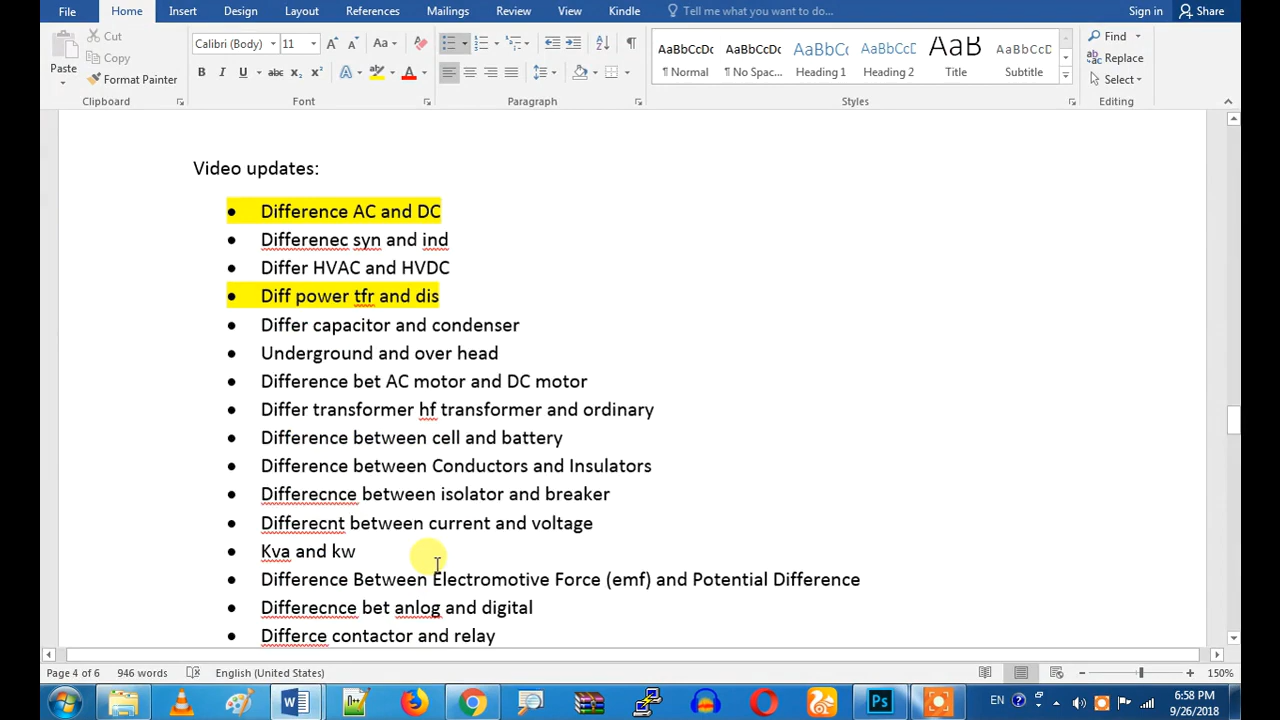 File Home Insert Design Layout References Mailings Review View Kindle Tell me what you want to do... Sign in Share
Paste Cut Copy Format Painter Clipboard
Calibri (Body) 11 Aa B I U abc x₂ x² A A Font
Paragraph
AaBbCcDc AaBbCcDc AaBbCc AaBbCcE AaB AaBbCcD
¶ Normal ¶ No Spac... Heading 1 Heading 2 Title Subtitle
Styles
Find Replace Select Editing
Video updates:
• Difference AC and DC
• Differenec syn and ind
• Differ HVAC and HVDC
• Diff power tfr and dis
• Differ capacitor and condenser
• Underground and over head
• Difference bet AC motor and DC motor
• Differ transformer hf transformer and ordinary
• Difference between cell and battery
• Difference between Conductors and Insulators
• Differecnce between isolator and breaker
• Differecnt between current and voltage
• Kva and kw
• Difference Between Electromotive Force (emf) and Potential Difference
• Differecnce bet anlog and digital
• Differce contactor and relay
Page 4 of 6 946 words English (United States) 150%
EN 6:58 PM
9/26/2018